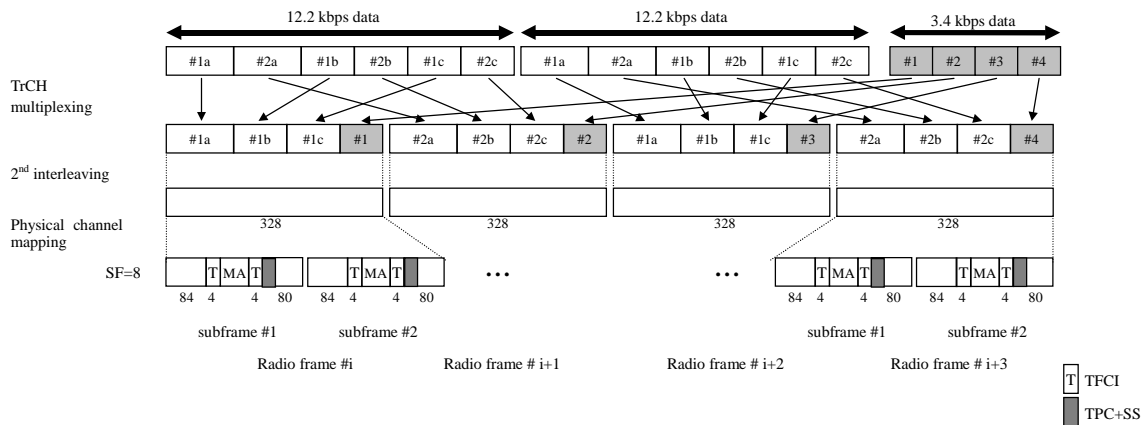 12.2 kbps data 12.2 kbps data 3.4 kbps data
#1a #2a #1b #2b #1c #2c #1a #2a #1b #2b #1c #2c #1 #2 #3 #4
TrCH
multiplexing
#1a #1b #1c #1 #2a #2b #2c #2 #1a #1b #1c #3 #2a #2b #2c #4
2nd interleaving
Physical channel
mapping
328 328 328 328
SF=8 T MA T T MA T ••• ••• T MA T T MA T
84 4 4 80 84 4 4 80 84 4 4 80 84 4 4 80
subframe #1 subframe #2 subframe #1 subframe #2
Radio frame #i Radio frame # i+1 Radio frame # i+2 Radio frame # i+3
T TFCI
TPC+SS